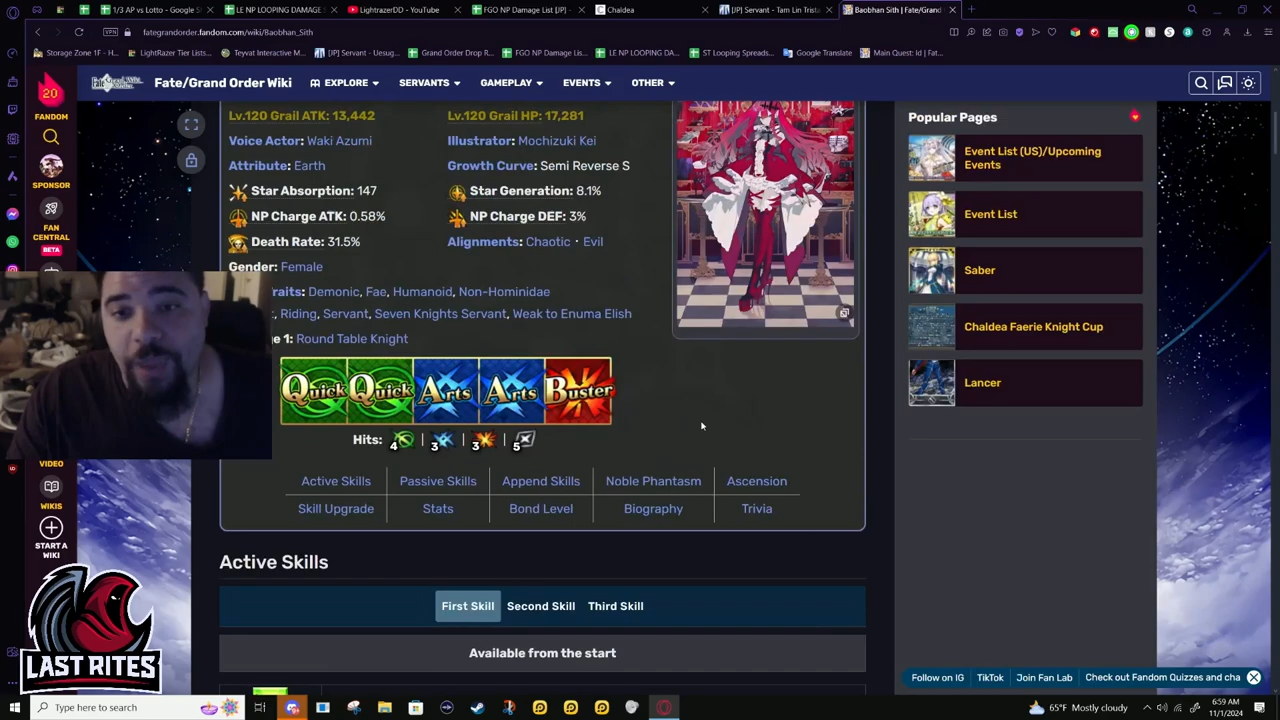 1/3 AP vs Lotto - Google S
LE NP LOOPING DAMAGE
LightrazerDD - YouTube
FGO NP Damage List [JP] -
Chaldea
[JP] Servant - Tam Lin Trista
Baobhan Sith | Fate/Grand
VPN
fategrandorder.fandom.com/wiki/Baobhan_Sith
Storage Zone 1F - H...
LightRazer Tier Lists...
Teyvat Interactive M...
[JP] Servant - Uesug...
Grand Order Drop R...
FGO NP Damage Lis...
LE NP LOOPING DA...
ST Looping Spreads...
Google Translate
Main Quest: Id | Fat...
20
FANDOM
Fate/Grand Order Wiki
EXPLORE
SERVANTS
GAMEPLAY
EVENTS
OTHER
SPONSOR
FAN CENTRAL
BETA
VIDEO
WIKIS
START A WIKI
Lv.120 Grail ATK: 13,442
Lv.120 Grail HP: 17,281
Voice Actor: Waki Azumi
Illustrator: Mochizuki Kei
Attribute: Earth
Growth Curve: Semi Reverse S
Star Absorption: 147
Star Generation: 8.1%
NP Charge ATK: 0.58%
NP Charge DEF: 3%
Death Rate: 31.5%
Alignments: Chaotic · Evil
Gender: Female
raits: Demonic, Fae, Humanoid, Non-Hominidae
, Riding, Servant, Seven Knights Servant, Weak to Enuma Elish
e 1: Round Table Knight
Quick Quick Arts Arts Buster
Hits: 4 | 3 | 3 | 5
Active Skills
Passive Skills
Append Skills
Noble Phantasm
Ascension
Skill Upgrade
Stats
Bond Level
Biography
Trivia
Active Skills
First Skill
Second Skill
Third Skill
Available from the start
Popular Pages
Event List (US)/Upcoming
Events
Event List
Saber
Chaldea Faerie Knight Cup
Lancer
Follow on IG
TikTok
Join Fan Lab
Check out Fandom Quizzes and cha
LAST RITES
Type here to search
65°F Mostly cloudy
6:59 AM
11/1/2024